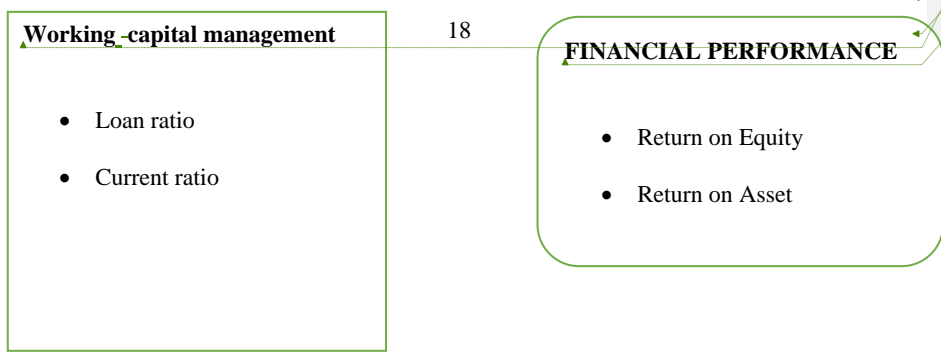 Working -capital management
18
FINANCIAL PERFORMANCE
• Loan ratio
• Current ratio
• Return on Equity
• Return on Asset